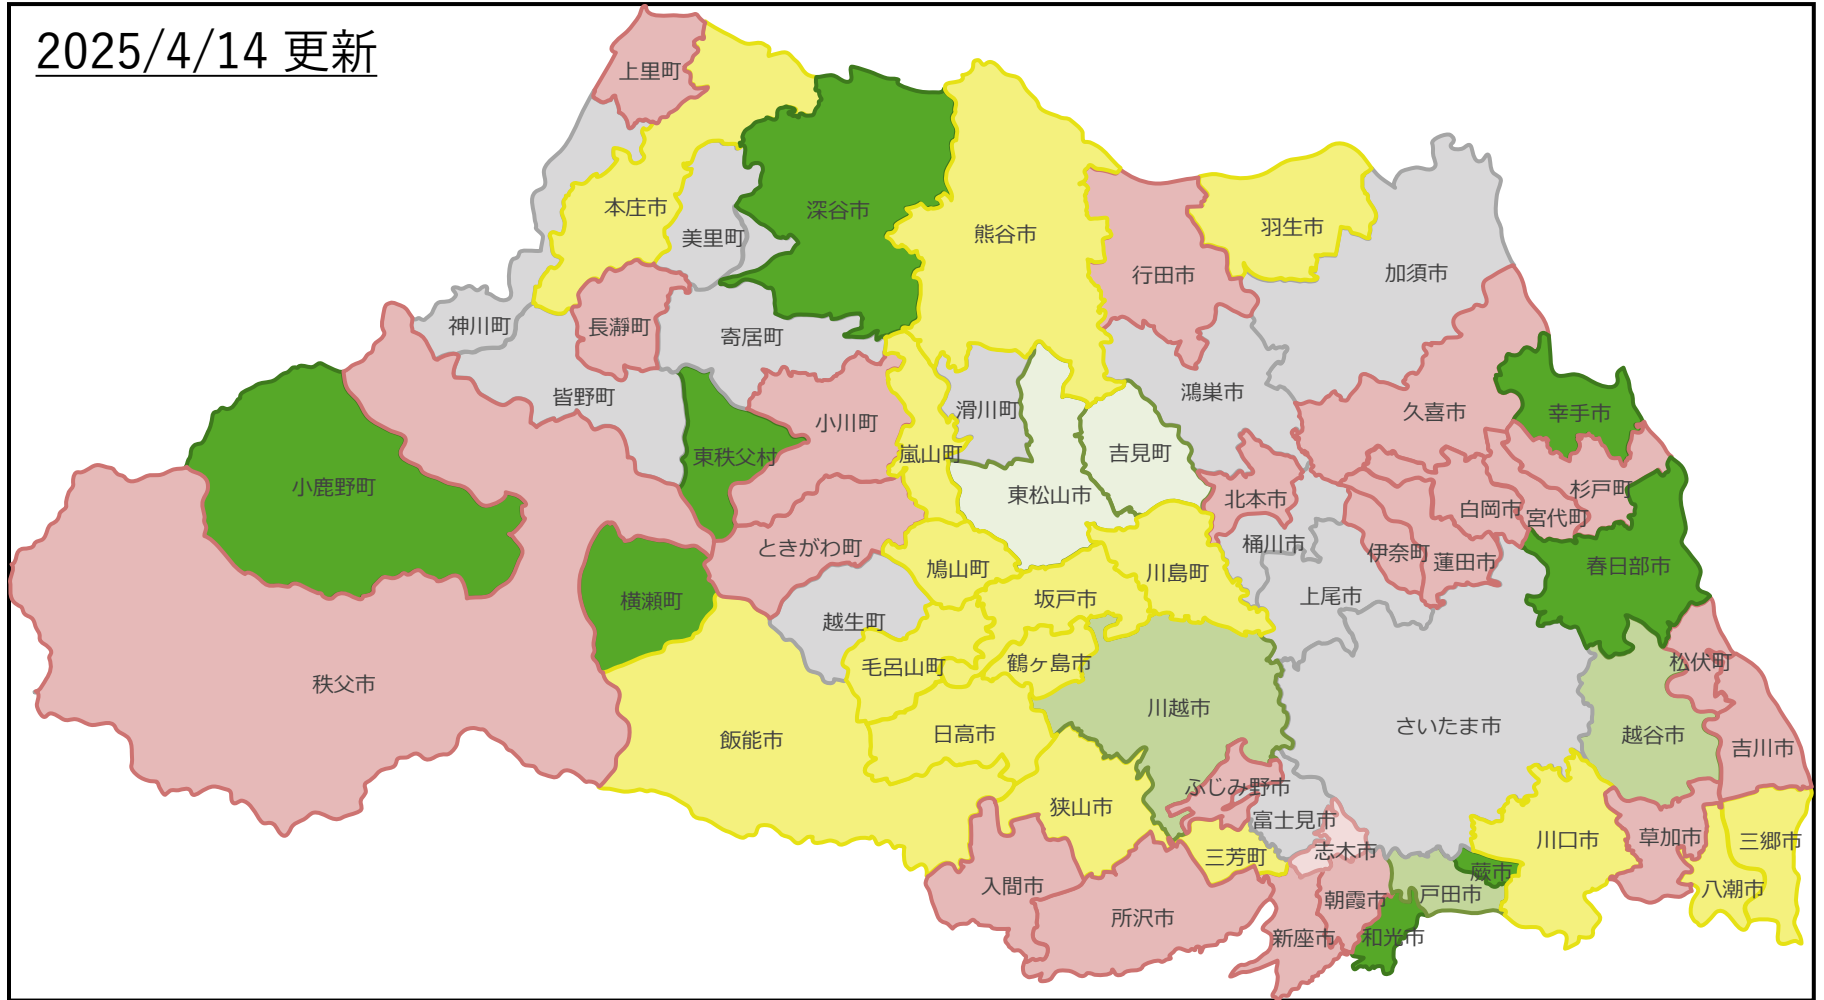 2025/4/14 更新
上里町
本庄市
美里町
深谷市
熊谷市
羽生市
行田市
加須市
神川町
長瀞町
寄居町
皆野町
小川町
滑川町
鴻巣市
久喜市
幸手市
東秩父村
嵐山町
吉見町
小鹿野町
東松山市
北本市
白岡市
杉戸町
宮代町
ときがわ町
桶川市
伊奈町
蓮田市
春日部市
鳩山町
川島町
横瀬町
越生町
坂戸市
上尾市
毛呂山町
鶴ヶ島市
松伏町
秩父市
川越市
飯能市
日高市
さいたま市
越谷市
吉川市
ふじみ野市
狭山市
富士見市
川口市
草加市
三郷市
三芳町
志木市
蕨市
入間市
朝霞市
戸田市
八潮市
所沢市
新座市
和光市